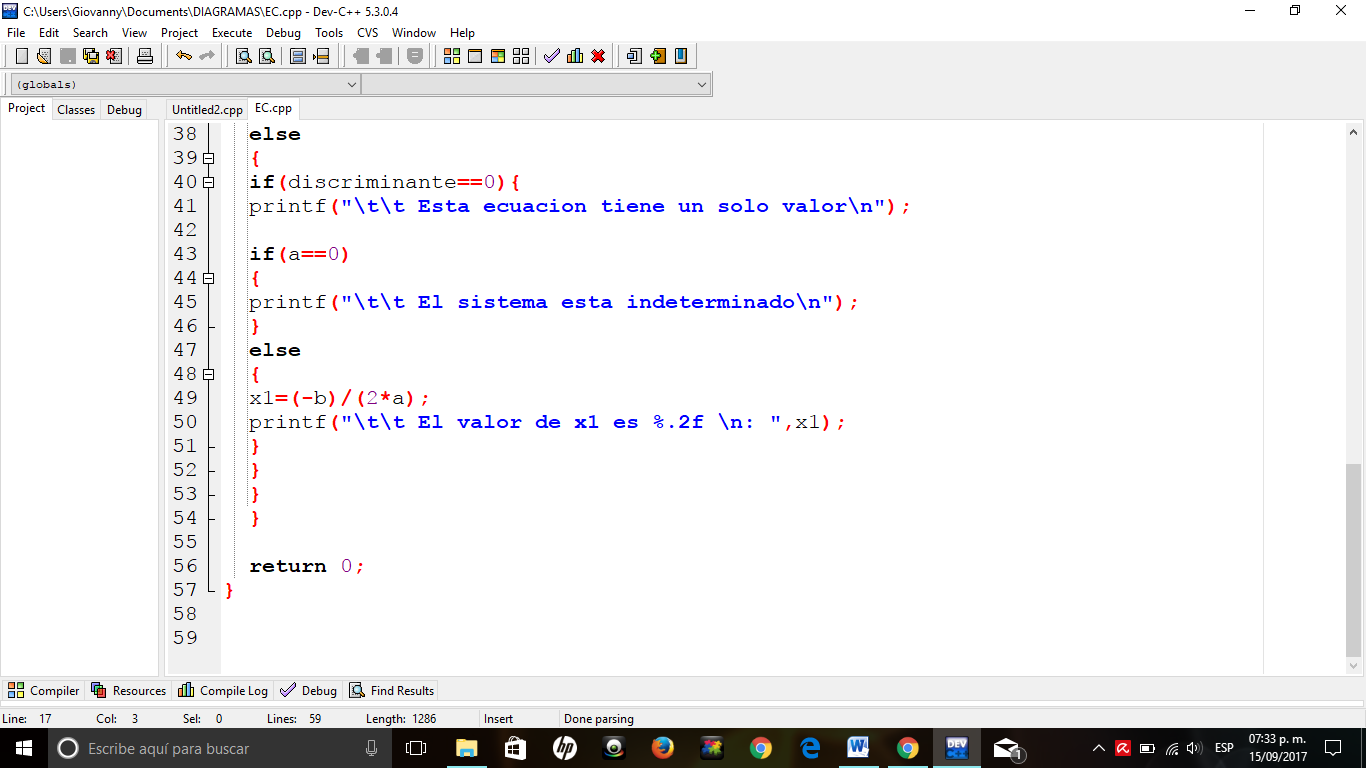 C:\Users\Giovanny\Documents\DIAGRAMAS\EC.cpp - Dev-C++ 5.3.0.4
File Edit Search View Project Execute Debug Tools CVS Window Help
(globals)
Project Classes Debug Untitled2.cpp EC.cpp
38 else
39 {
40 if(discriminante==0){
41 printf("\t\t Esta ecuacion tiene un solo valor\n");
42
43 if(a==0)
44 {
45 printf("\t\t El sistema esta indeterminado\n");
46 }
47 else
48 {
49 x1=(-b)/(2*a);
50 printf("\t\t El valor de x1 es %.2f \n: ",x1);
51 }
52 }
53 }
54 }
55
56 return 0;
57 }
58
59
Compiler Resources Compile Log Debug Find Results
Line: 17 Col: 3 Sel: 0 Lines: 59 Length: 1286 Insert Done parsing
Escribe aquí para buscar
hp
W
DEV
1
ESP
07:33 p. m.
15/09/2017